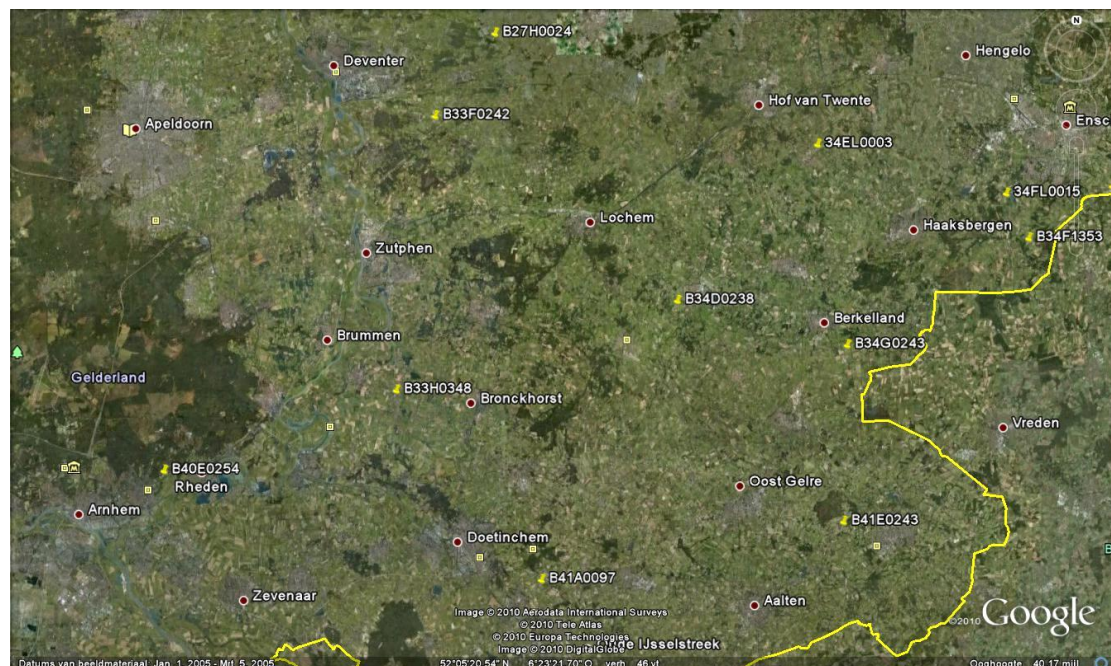 N
B27H0024
Deventer
Hengelo
Hof van Twente
B33F0242
Apeldoorn
Ensc
34EL0003
34FL0015
Lochem
Haaksbergen
Zutphen
B34F1353
B34D0238
Berkelland
Brummen
B34G0243
Gelderland
B33H0348
Bronckhorst
Vreden
B40E0254
Rheden
Oost Gelre
Arnhem
B41E0243
Doetinchem
B41A0097
Zevenaar
Aalten
Image © 2010 Aerodata International Surveys
© 2010 Tele Atlas
© 2010 Europa Technologies
Image © 2010 DigitalGlobe
IJsselstreek
©2010 Google
Datums van beeldmateriaal: Jan. 1, 2005 - Mrt. 5, 2005
52°05'20.54" N
6°23'21.70" O
verh. 46 vt
Ooghoogte 40.17 mijl